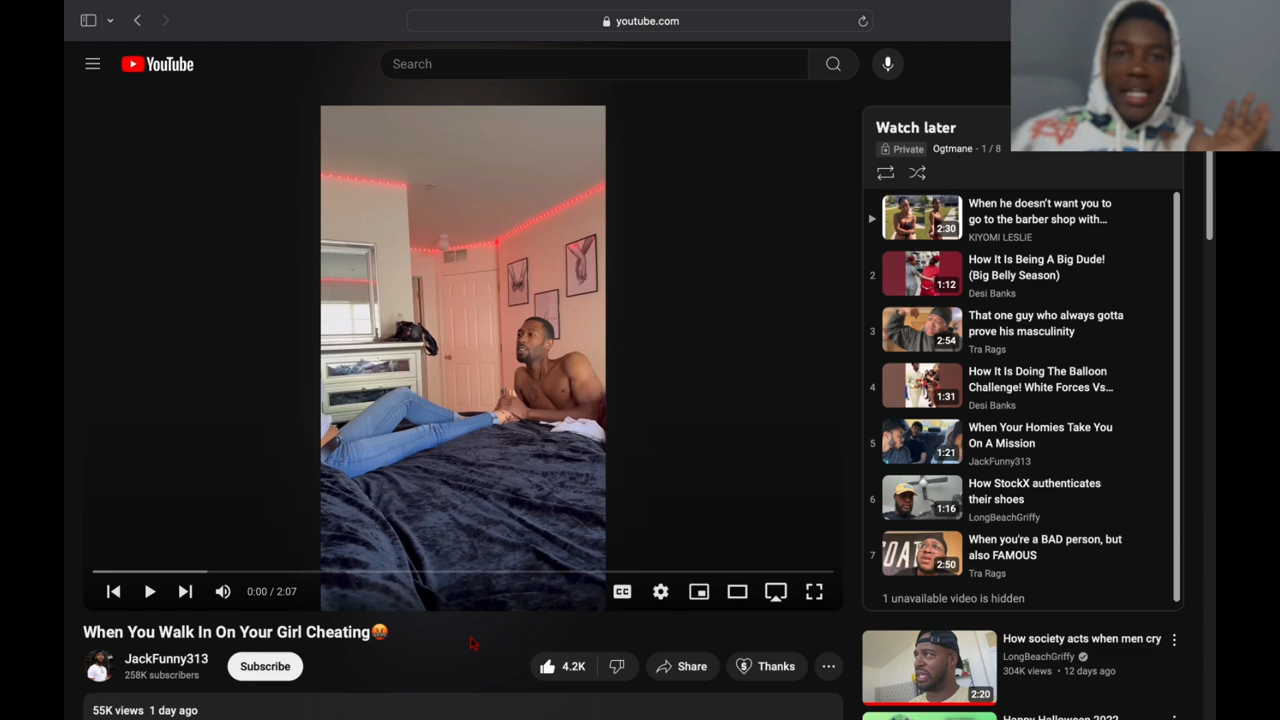 youtube.com
YouTube
Search
When You Walk In On Your Girl Cheating
JackFunny313
258K subscribers
Subscribe
4.2K
Share
Thanks
55K views 1 day ago
0:00 / 2:07
CC
Watch later
Private Ogtmane - 1 / 8
2:30
When he doesn't want you to
go to the barber shop with...
KIYOMI LESLIE
2
1:12
How It Is Being A Big Dude!
(Big Belly Season)
Desi Banks
3
2:54
That one guy who always gotta
prove his masculinity
Tra Rags
4
1:31
How It Is Doing The Balloon
Challenge! White Forces Vs...
Desi Banks
5
1:21
When Your Homies Take You
On A Mission
JackFunny313
6
1:16
How StockX authenticates
their shoes
LongBeachGriffy
7
2:50
When you're a BAD person, but
also FAMOUS
Tra Rags
1 unavailable video is hidden
2:20
How society acts when men cry
LongBeachGriffy
304K views • 12 days ago
Happy Halloween 2022